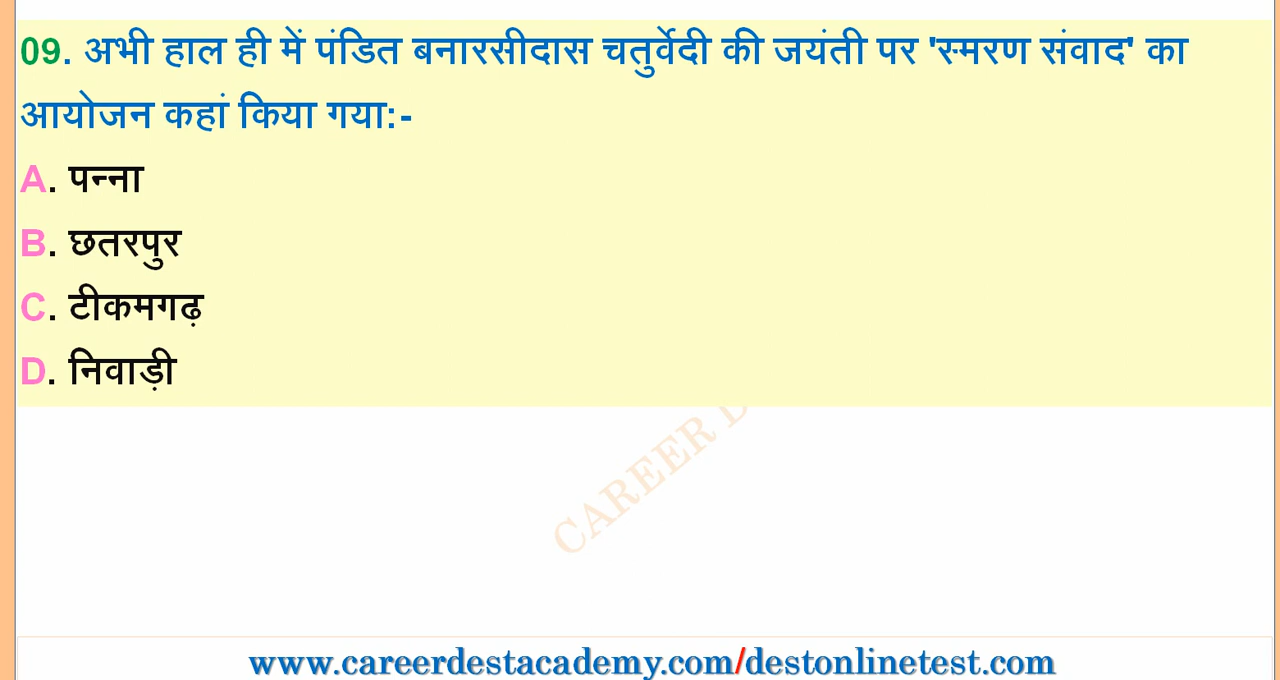 09. अभी हाल ही में पंडित बनारसीदास चतुर्वेदी की जयंती पर 'स्मरण संवाद' का
आयोजन कहां किया गया:-
A. पन्ना
B. छतरपुर
C. टीकमगढ़
D. निवाड़ी
CAREER D
www.careerdestacademy.com/destonlinetest.com